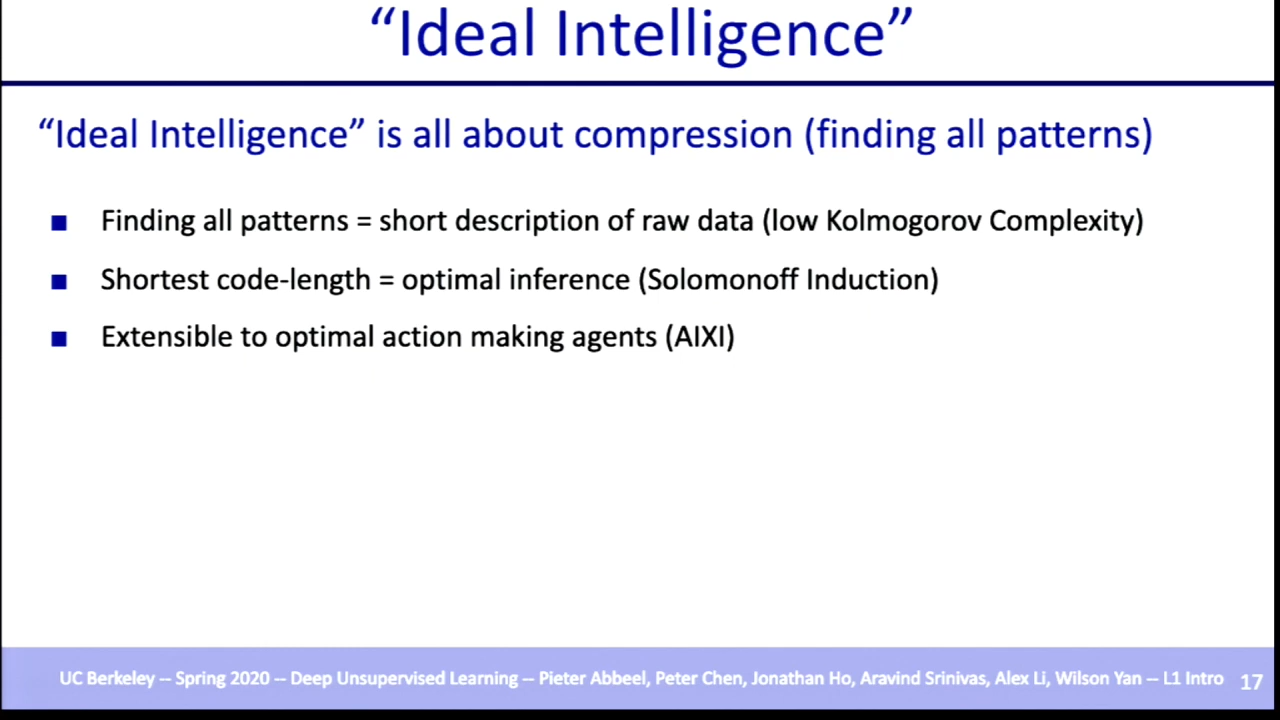 “Ideal Intelligence”
“Ideal Intelligence” is all about compression (finding all patterns)
■ Finding all patterns = short description of raw data (low Kolmogorov Complexity)
■ Shortest code-length = optimal inference (Solomonoff Induction)
■ Extensible to optimal action making agents (AIXI)
UC Berkeley -- Spring 2020 -- Deep Unsupervised Learning -- Pieter Abbeel, Peter Chen, Jonathan Ho, Aravind Srinivas, Alex Li, Wilson Yan -- L1 Intro 17